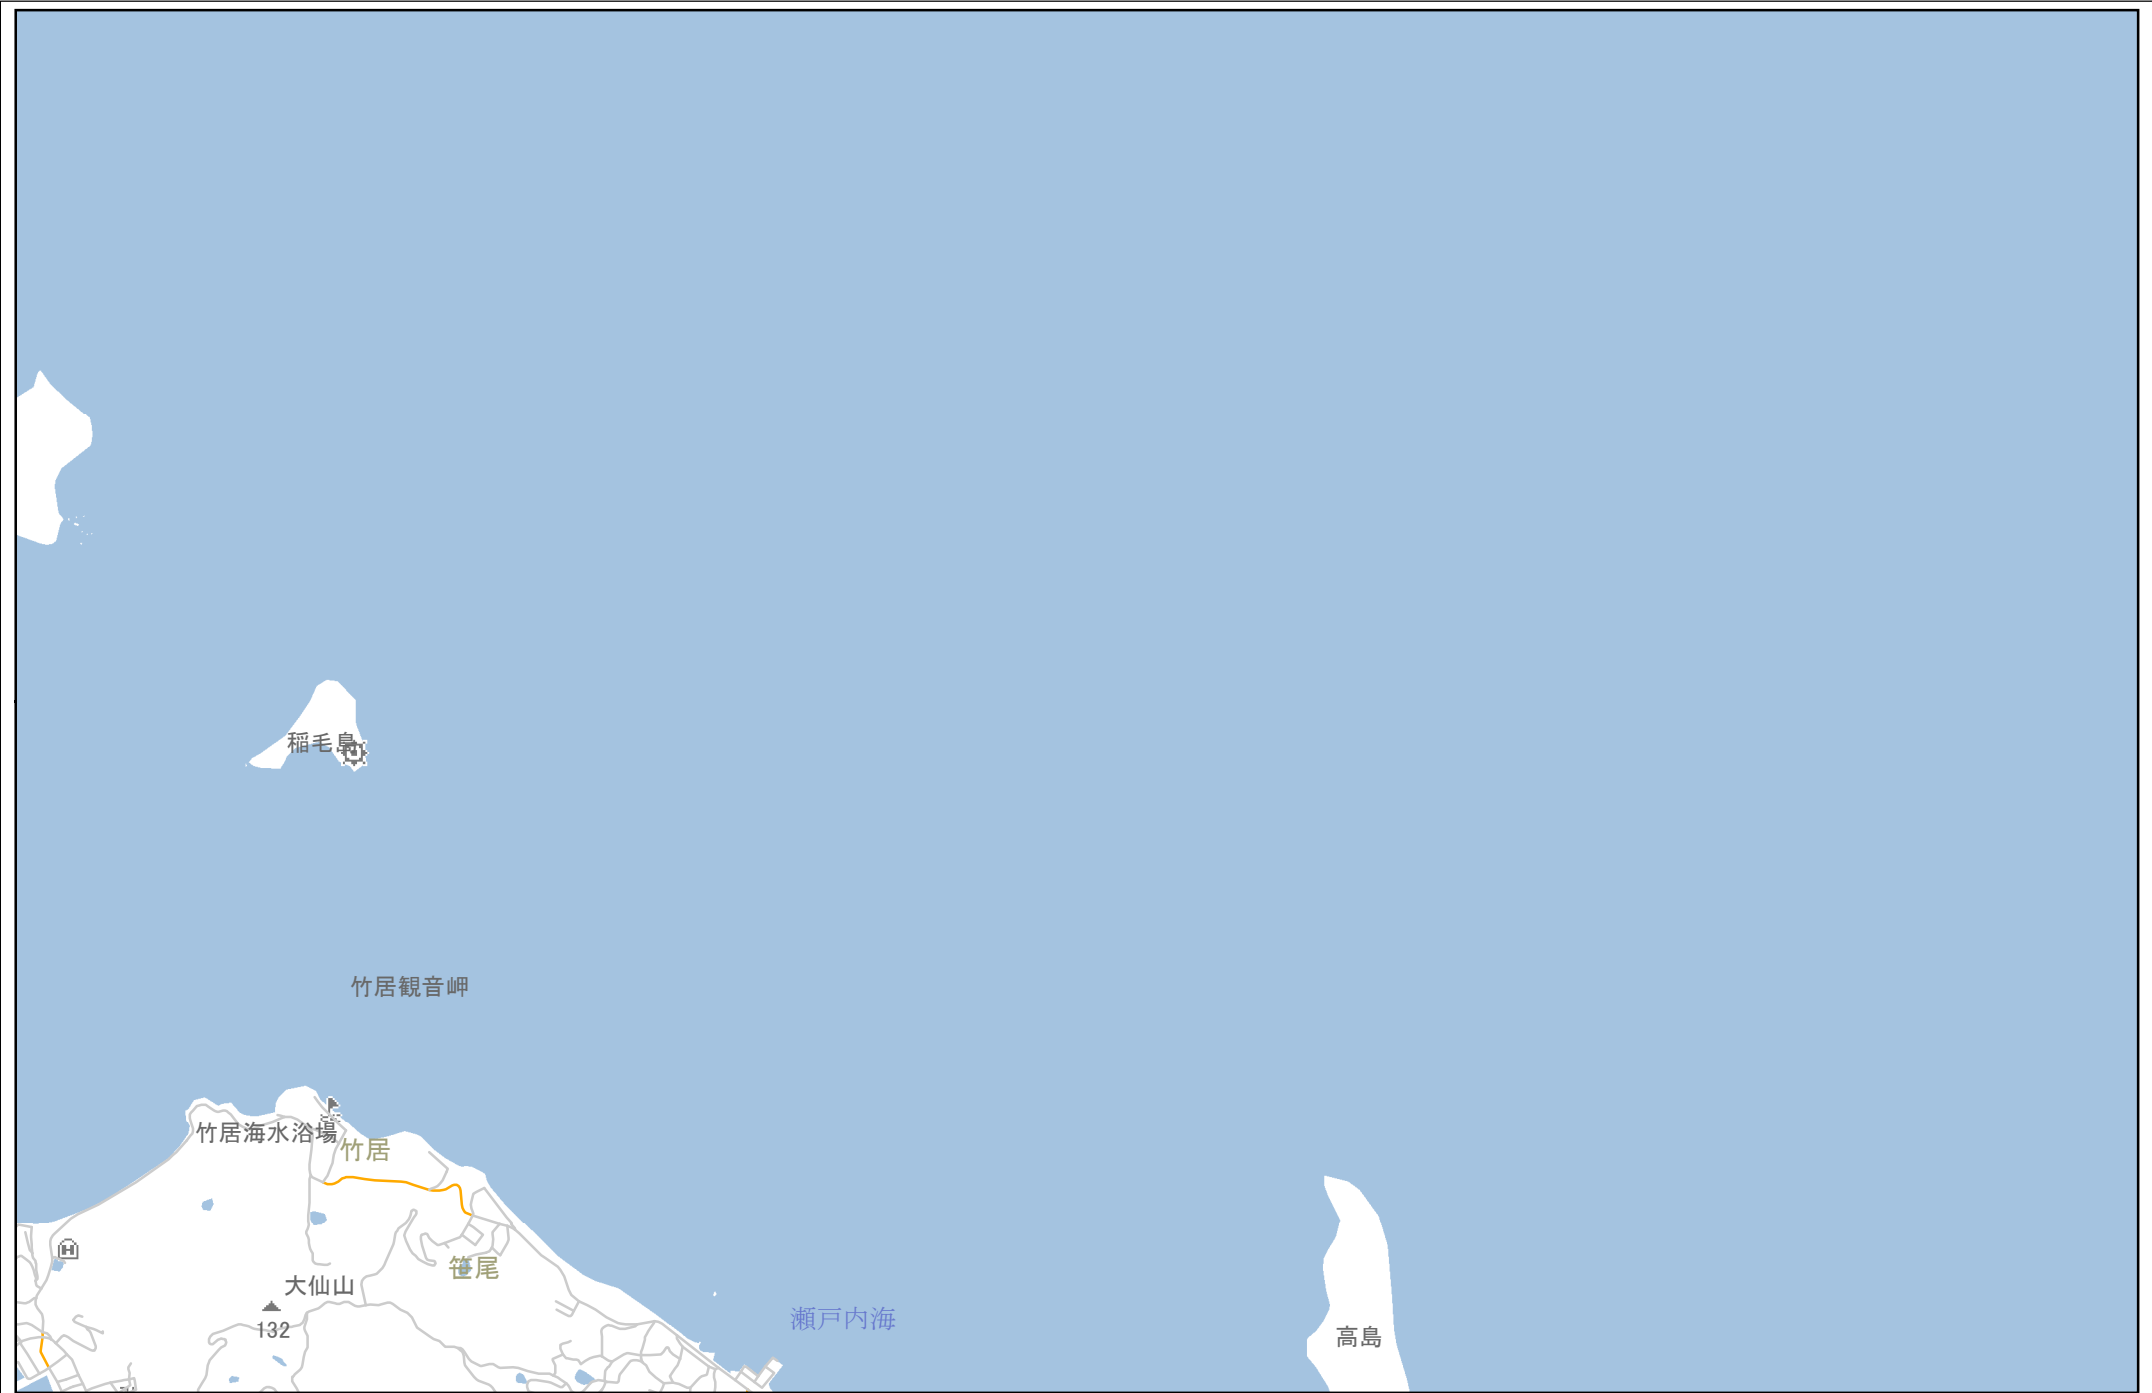 稲毛島
竹居観音岬
竹居海水浴場
竹居
笹尾
大仙山
132
瀬戸内海
高島